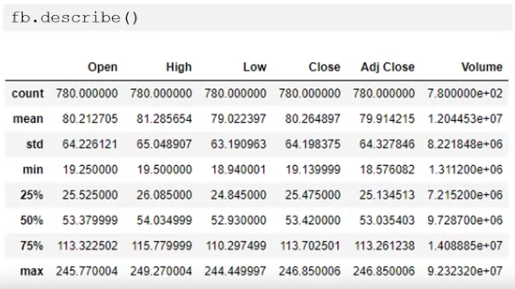 fb.describe()
Open High Low Close Adj Close Volume
count 780.000000 780.000000 780.000000 780.000000 780.000000 7.800000e+02
mean 80.212705 81.285654 79.022397 80.264897 79.914215 1.204453e+07
std 64.226121 65.048907 63.190963 64.198375 64.327846 8.221848e+06
min 19.250000 19.500000 18.940001 19.139999 18.576082 1.311200e+06
25% 25.525000 26.085000 24.845000 25.475000 25.134513 7.215200e+06
50% 53.379999 54.034999 52.930000 53.420000 53.035403 9.728700e+06
75% 113.322502 115.779999 110.297499 113.702501 113.261238 1.408885e+07
max 245.770004 249.270004 244.449997 246.850006 246.850006 9.232320e+07